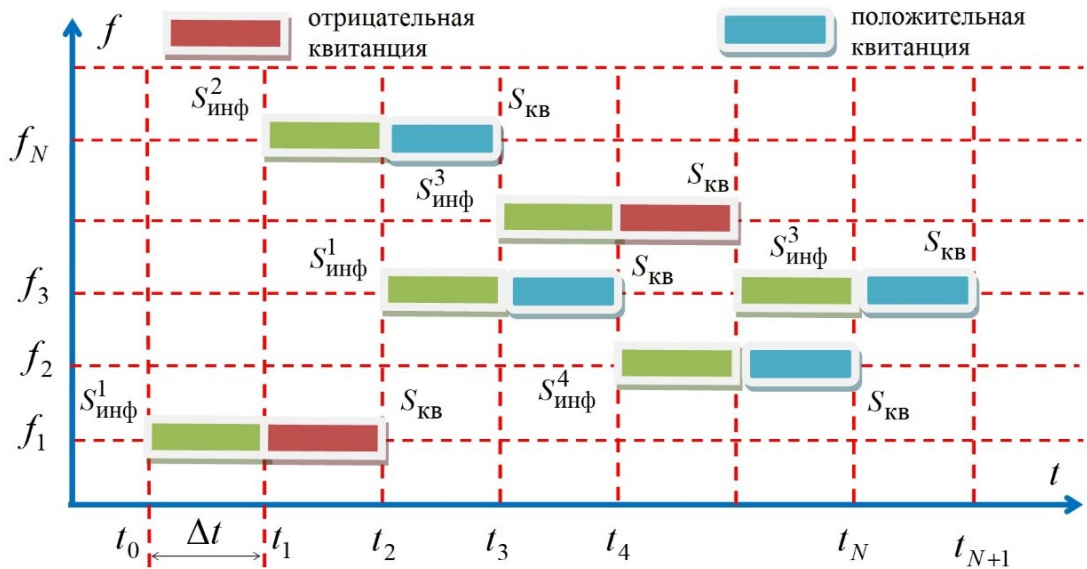 f
отрицательная
квитанция
положительная
квитанция
S²инф
Sкв
f_N
S³инф
Sкв
S¹инф
Sкв
S³инф
Sкв
f₃
f₂
S⁴инф
Sкв
S¹инф
Sкв
f₁
t
t₀
Δt
t₁
t₂
t₃
t₄
t_N
t_{N+1}